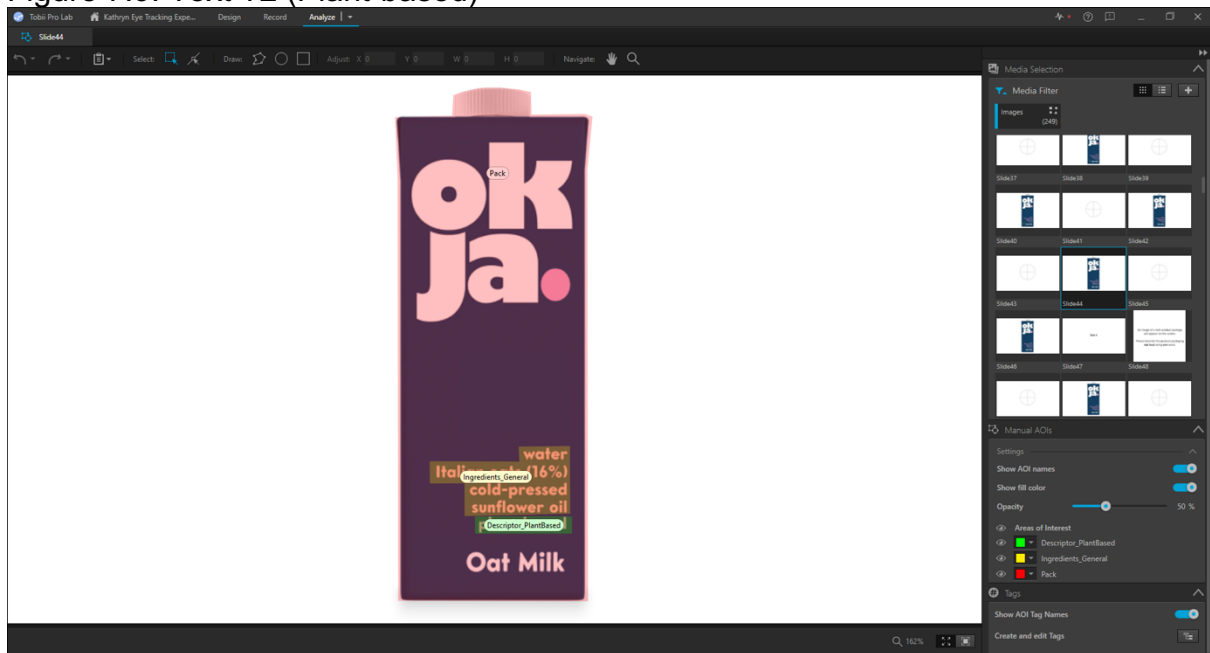 Figure H6. Text T2 (Plant-based)
Tobii Pro Lab
Kathryn Eye Tracking Expe...
Design
Record
Analyze
Slide44
Select:
Draw:
Adjust: X 0 Y 0 W 0 H 0
Navigate:
ok
ja.
Pack
water
Italian oats (16%)
Ingredients_General
cold-pressed
sunflower oil
Descriptor_PlantBased
Oat Milk
162%
Media Selection
Media Filter
Images
(249)
Slide37 Slide38 Slide39
Slide40 Slide41 Slide42
Slide43 Slide44 Slide45
Slide46 Slide47 Slide48
Manual AOIs
Settings
Show AOI names
Show fill color
Opacity 50 %
Areas of Interest
Descriptor_PlantBased
Ingredients_General
Pack
Tags
Show AOI Tag Names
Create and edit Tags